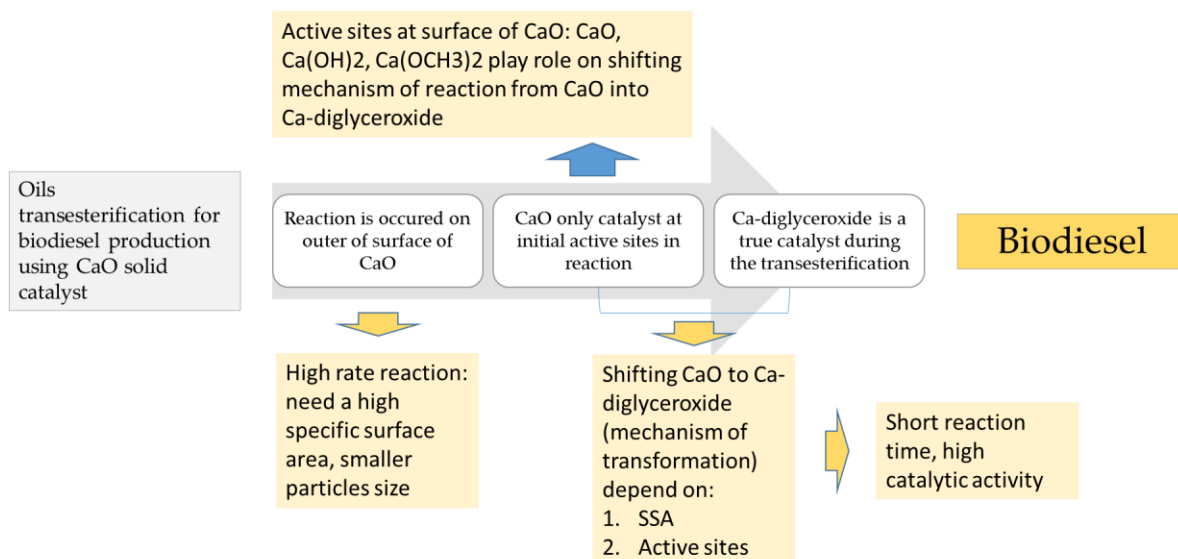 Active sites at surface of CaO: CaO,
Ca(OH)2, Ca(OCH3)2 play role on shifting
mechanism of reaction from CaO into
Ca-diglyceroxide
Oils
transesterification for
biodiesel production
using CaO solid
catalyst
Reaction is occured on
outer of surface of
CaO
CaO only catalyst at
initial active sites in
reaction
Ca-diglyceroxide is a
true catalyst during
the transesterification
Biodiesel
High rate reaction:
need a high
specific surface
area, smaller
particles size
Shifting CaO to Ca-
diglyceroxide
(mechanism of
transformation)
depend on:
1. SSA
2. Active sites
Short reaction
time, high
catalytic activity